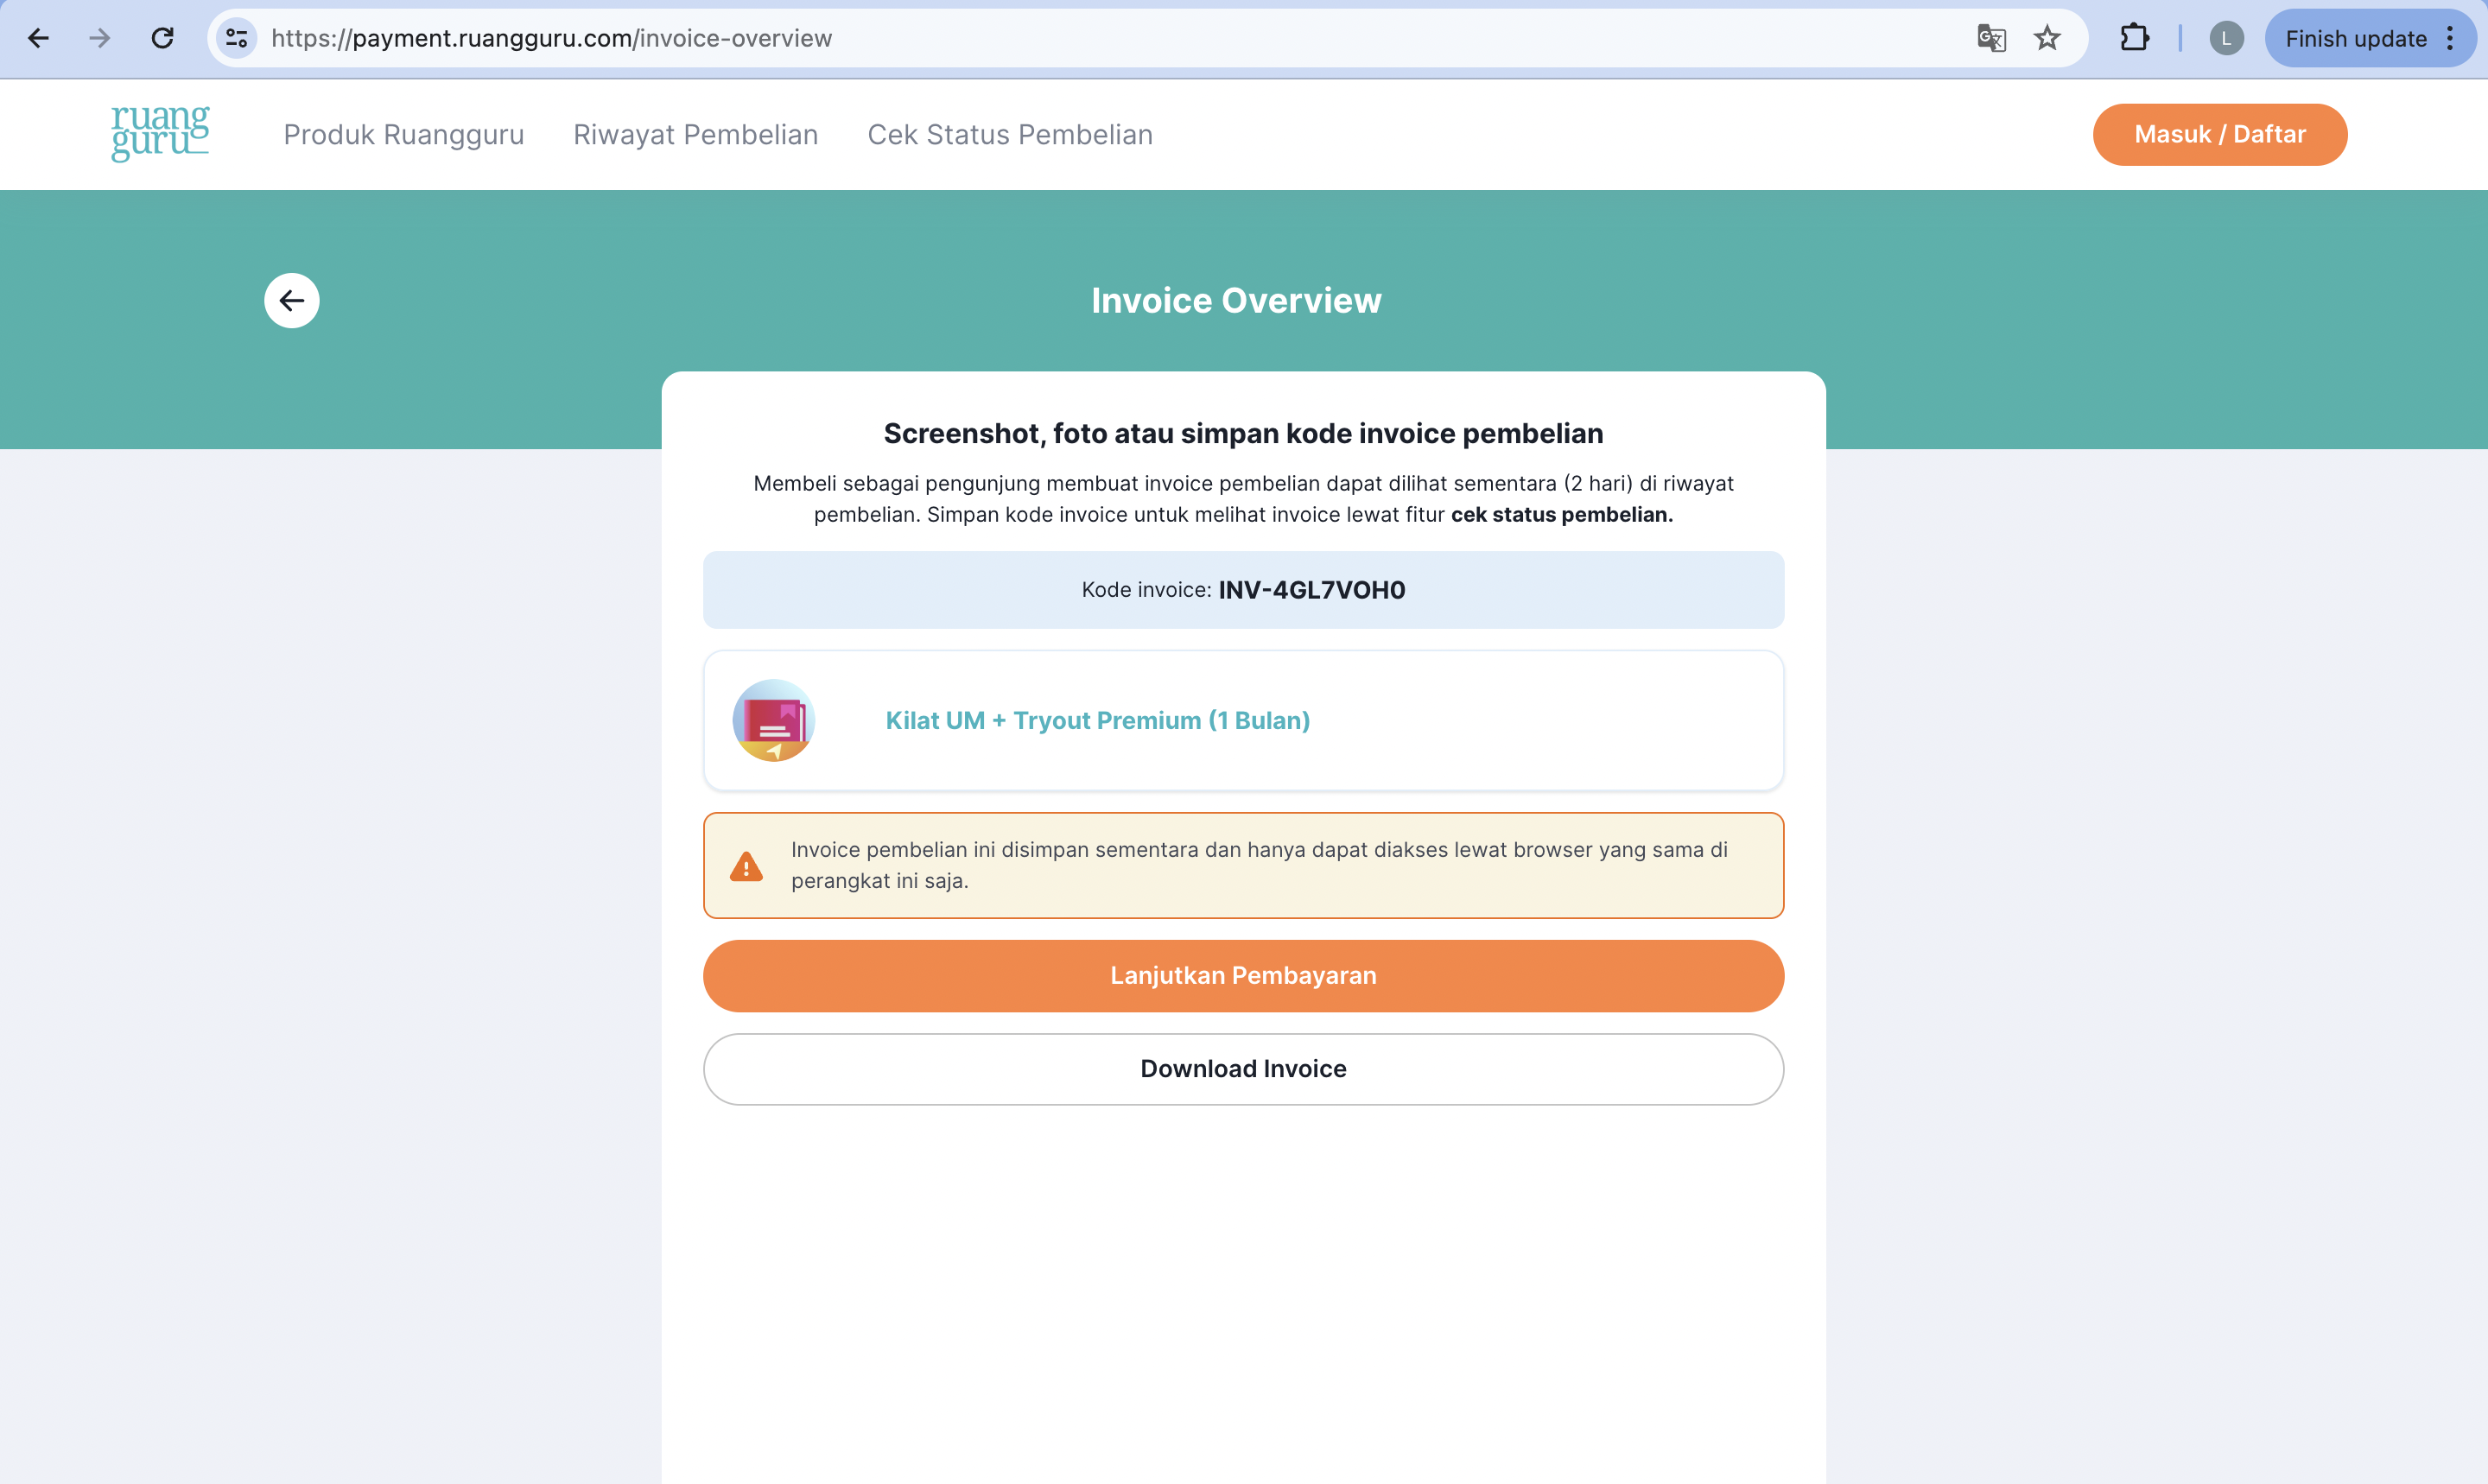 https://payment.ruangguru.com/invoice-overview
L
Finish update
ruang
guru
Produk Ruangguru
Riwayat Pembelian
Cek Status Pembelian
Masuk / Daftar
Invoice Overview
Screenshot, foto atau simpan kode invoice pembelian
Membeli sebagai pengunjung membuat invoice pembelian dapat dilihat sementara (2 hari) di riwayat
pembelian. Simpan kode invoice untuk melihat invoice lewat fitur cek status pembelian.
Kode invoice: INV-4GL7VOH0
Kilat UM + Tryout Premium (1 Bulan)
Invoice pembelian ini disimpan sementara dan hanya dapat diakses lewat browser yang sama di
perangkat ini saja.
Lanjutkan Pembayaran
Download Invoice